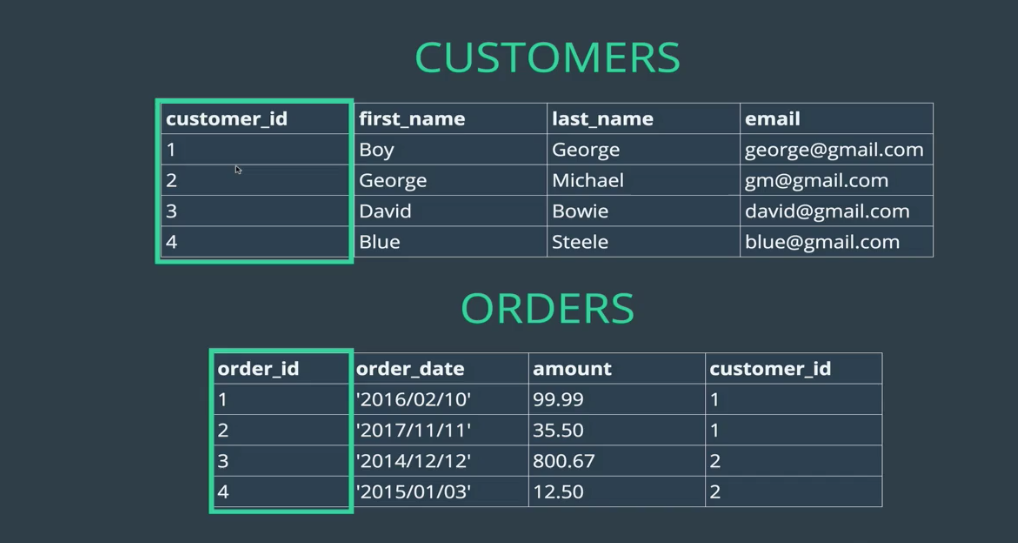 CUSTOMERS
customer_id first_name last_name email
1 Boy George george@gmail.com
2 George Michael gm@gmail.com
3 David Bowie david@gmail.com
4 Blue Steele blue@gmail.com
ORDERS
order_id order_date amount customer_id
1 '2016/02/10' 99.99 1
2 '2017/11/11' 35.50 1
3 '2014/12/12' 800.67 2
4 '2015/01/03' 12.50 2